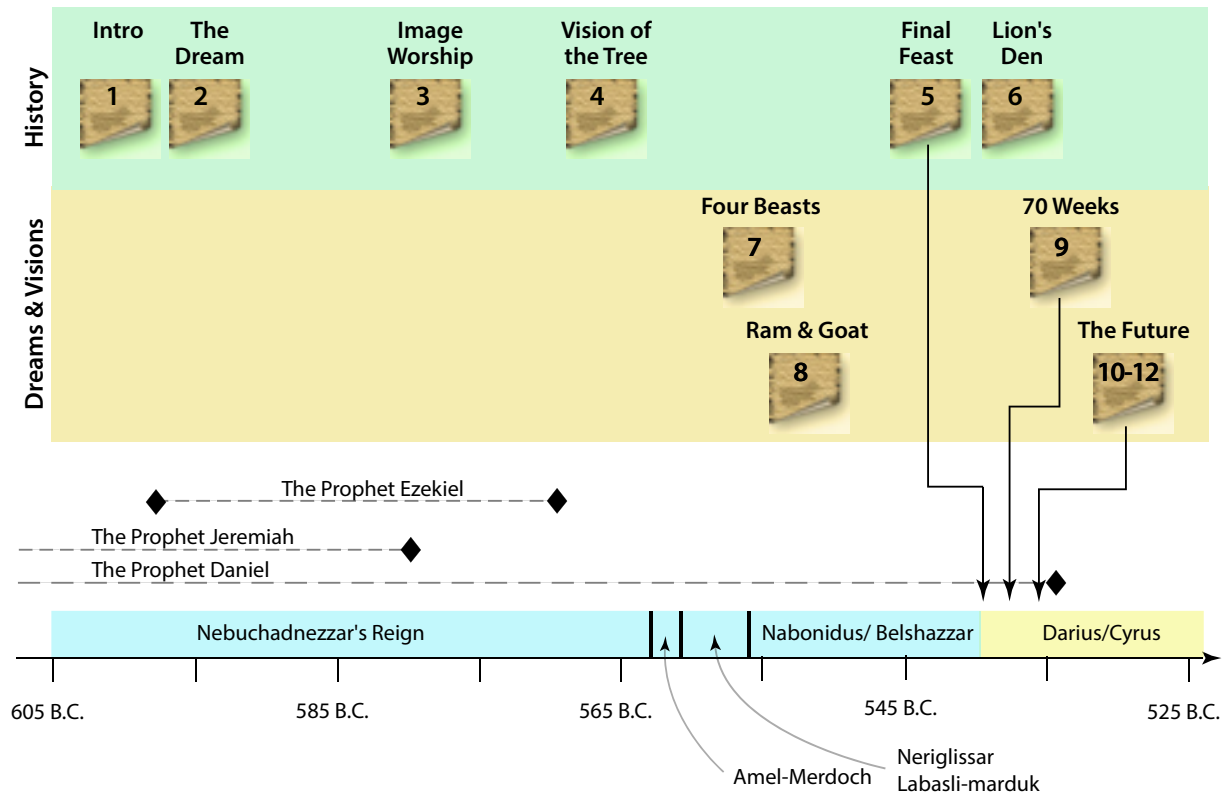 Intro
The
Dream
Image
Worship
Vision of
the Tree
Final
Feast
Lion's
Den
History
1
2
3
4
5
6
Dreams & Visions
Four Beasts
7
70 Weeks
9
Ram & Goat
8
The Future
10-12
The Prophet Ezekiel
The Prophet Jeremiah
The Prophet Daniel
Nebuchadnezzar's Reign
Nabonidus/ Belshazzar
Darius/Cyrus
605 B.C.
585 B.C.
565 B.C.
545 B.C.
525 B.C.
Amel-Merdoch
Neriglissar
Labasli-marduk